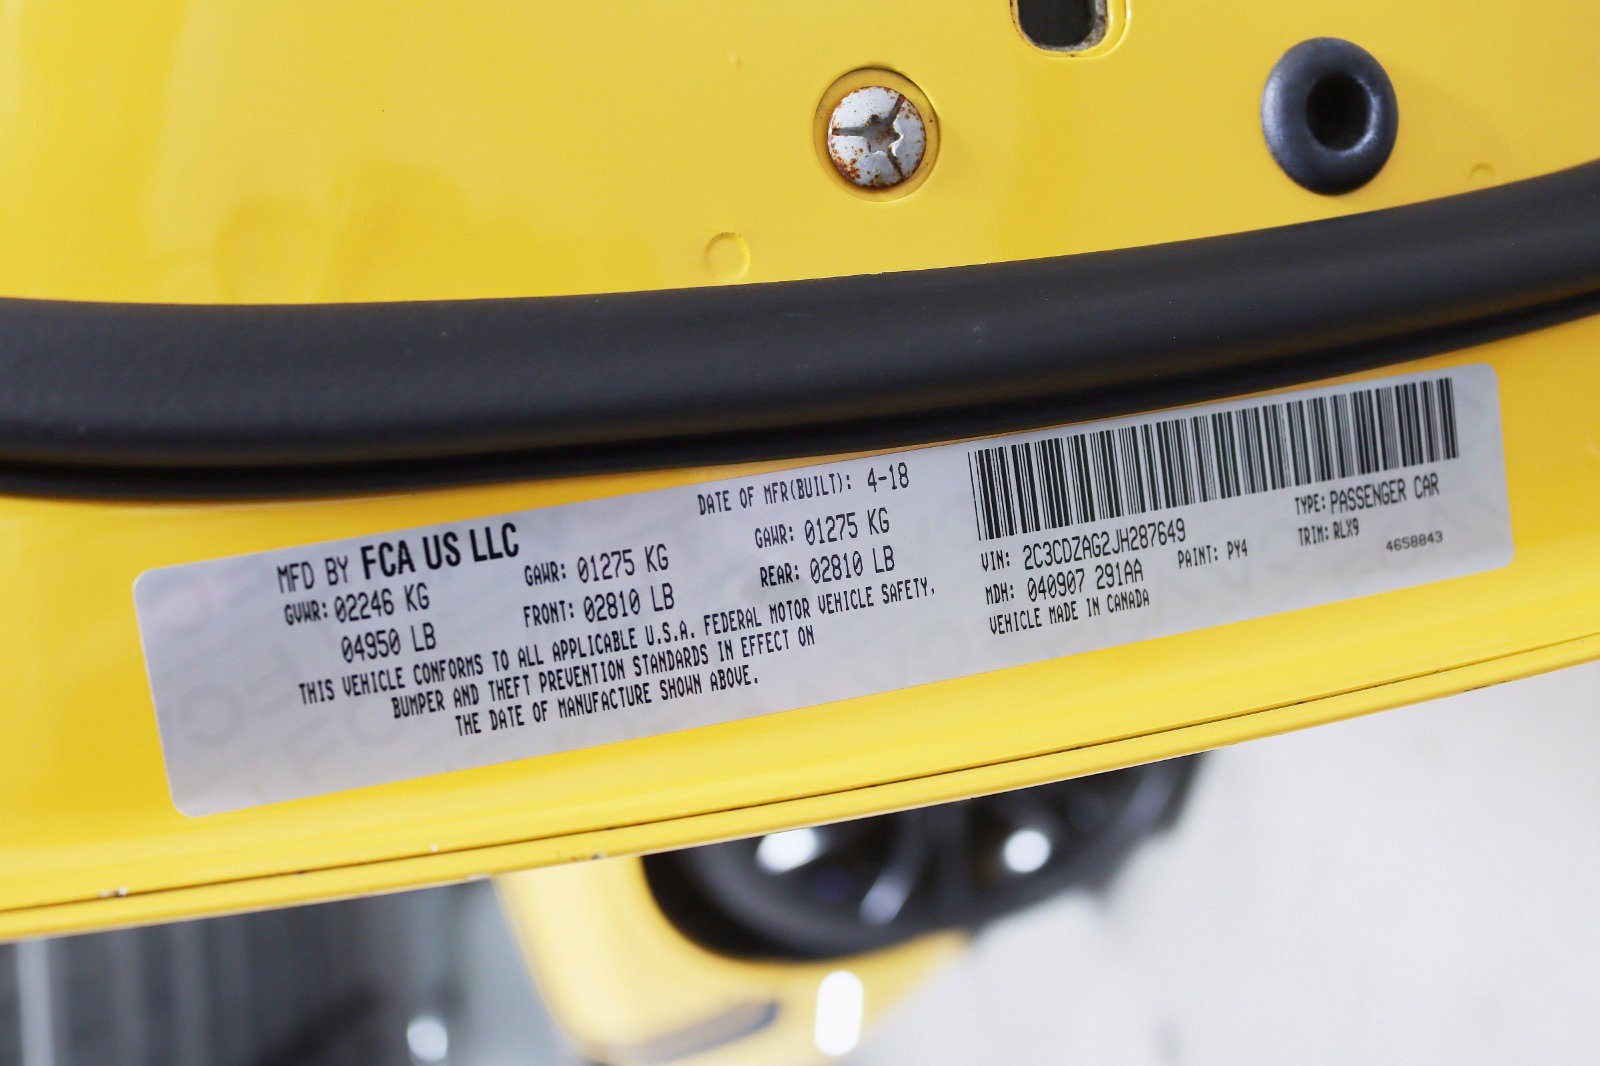 MFD BY FCA US LLC
DATE OF MFR(BUILT): 4-18
GVWR: 02246 KG
04950 LB
GAWR: 01275 KG
FRONT: 02810 LB
GAWR: 01275 KG
REAR: 02810 LB
THIS VEHICLE CONFORMS TO ALL APPLICABLE U.S.A. FEDERAL MOTOR VEHICLE SAFETY,
BUMPER AND THEFT PREVENTION STANDARDS IN EFFECT ON
THE DATE OF MANUFACTURE SHOWN ABOVE.
VIN: 2C3CDZAG2JH287649
TYPE: PASSENGER CAR
MDH: 040907 291AA
PAINT: PY4
TRIM: RLX9
VEHICLE MADE IN CANADA
4658843